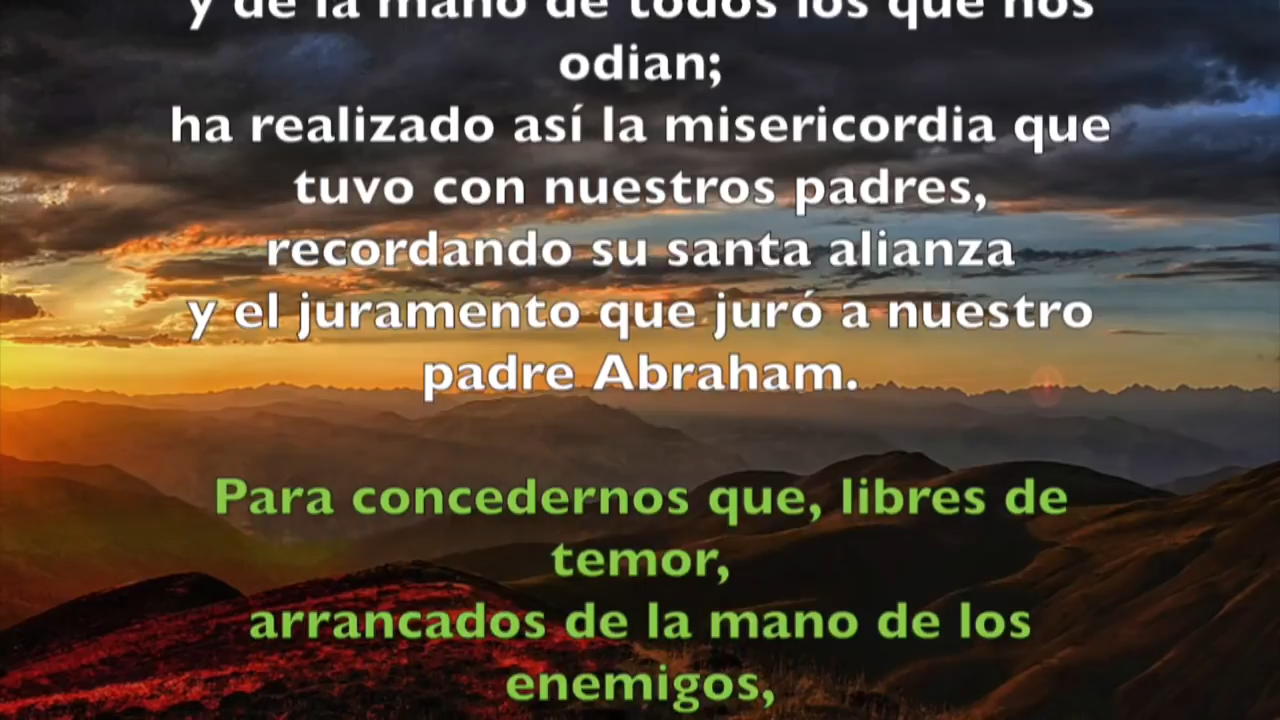 y de la mano de todos los que nos
odian;
ha realizado así la misericordia que
tuvo con nuestros padres,
recordando su santa alianza
y el juramento que juró a nuestro
padre Abraham.
Para concedernos que, libres de
temor,
arrancados de la mano de los
enemigos,